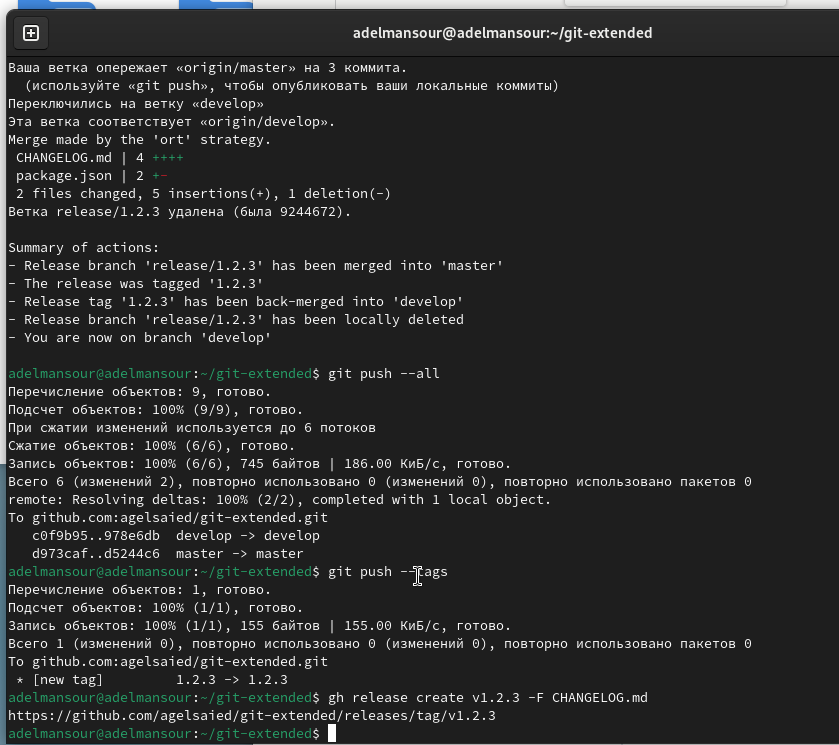 adelmansour@adelmansour:~/git-extended
Ваша ветка опережает «origin/master» на 3 коммита.
  (используйте «git push», чтобы опубликовать ваши локальные коммиты)
Переключились на ветку «develop»
Эта ветка соответствует «origin/develop».
Merge made by the 'ort' strategy.
 CHANGELOG.md | 4 ++++
 package.json | 2 +-
 2 files changed, 5 insertions(+), 1 deletion(-)
Ветка release/1.2.3 удалена (была 9244672).

Summary of actions:
- Release branch 'release/1.2.3' has been merged into 'master'
- The release was tagged '1.2.3'
- Release tag '1.2.3' has been back-merged into 'develop'
- Release branch 'release/1.2.3' has been locally deleted
- You are now on branch 'develop'

adelmansour@adelmansour:~/git-extended$ git push --all
Перечисление объектов: 9, готово.
Подсчет объектов: 100% (9/9), готово.
При сжатии изменений используется до 6 потоков
Сжатие объектов: 100% (6/6), готово.
Запись объектов: 100% (6/6), 745 байтов | 186.00 КиБ/с, готово.
Всего 6 (изменений 2), повторно использовано 0 (изменений 0), повторно использовано пакетов 0
remote: Resolving deltas: 100% (2/2), completed with 1 local object.
To github.com:agelsaied/git-extended.git
   c0f9b95..978e6db  develop -> develop
   d973caf..d5244c6  master -> master
adelmansour@adelmansour:~/git-extended$ git push --tags
Перечисление объектов: 1, готово.
Подсчет объектов: 100% (1/1), готово.
Запись объектов: 100% (1/1), 155 байтов | 155.00 КиБ/с, готово.
Всего 1 (изменений 0), повторно использовано 0 (изменений 0), повторно использовано пакетов 0
To github.com:agelsaied/git-extended.git
 * [new tag]         1.2.3 -> 1.2.3
adelmansour@adelmansour:~/git-extended$ gh release create v1.2.3 -F CHANGELOG.md
https://github.com/agelsaied/git-extended/releases/tag/v1.2.3
adelmansour@adelmansour:~/git-extended$